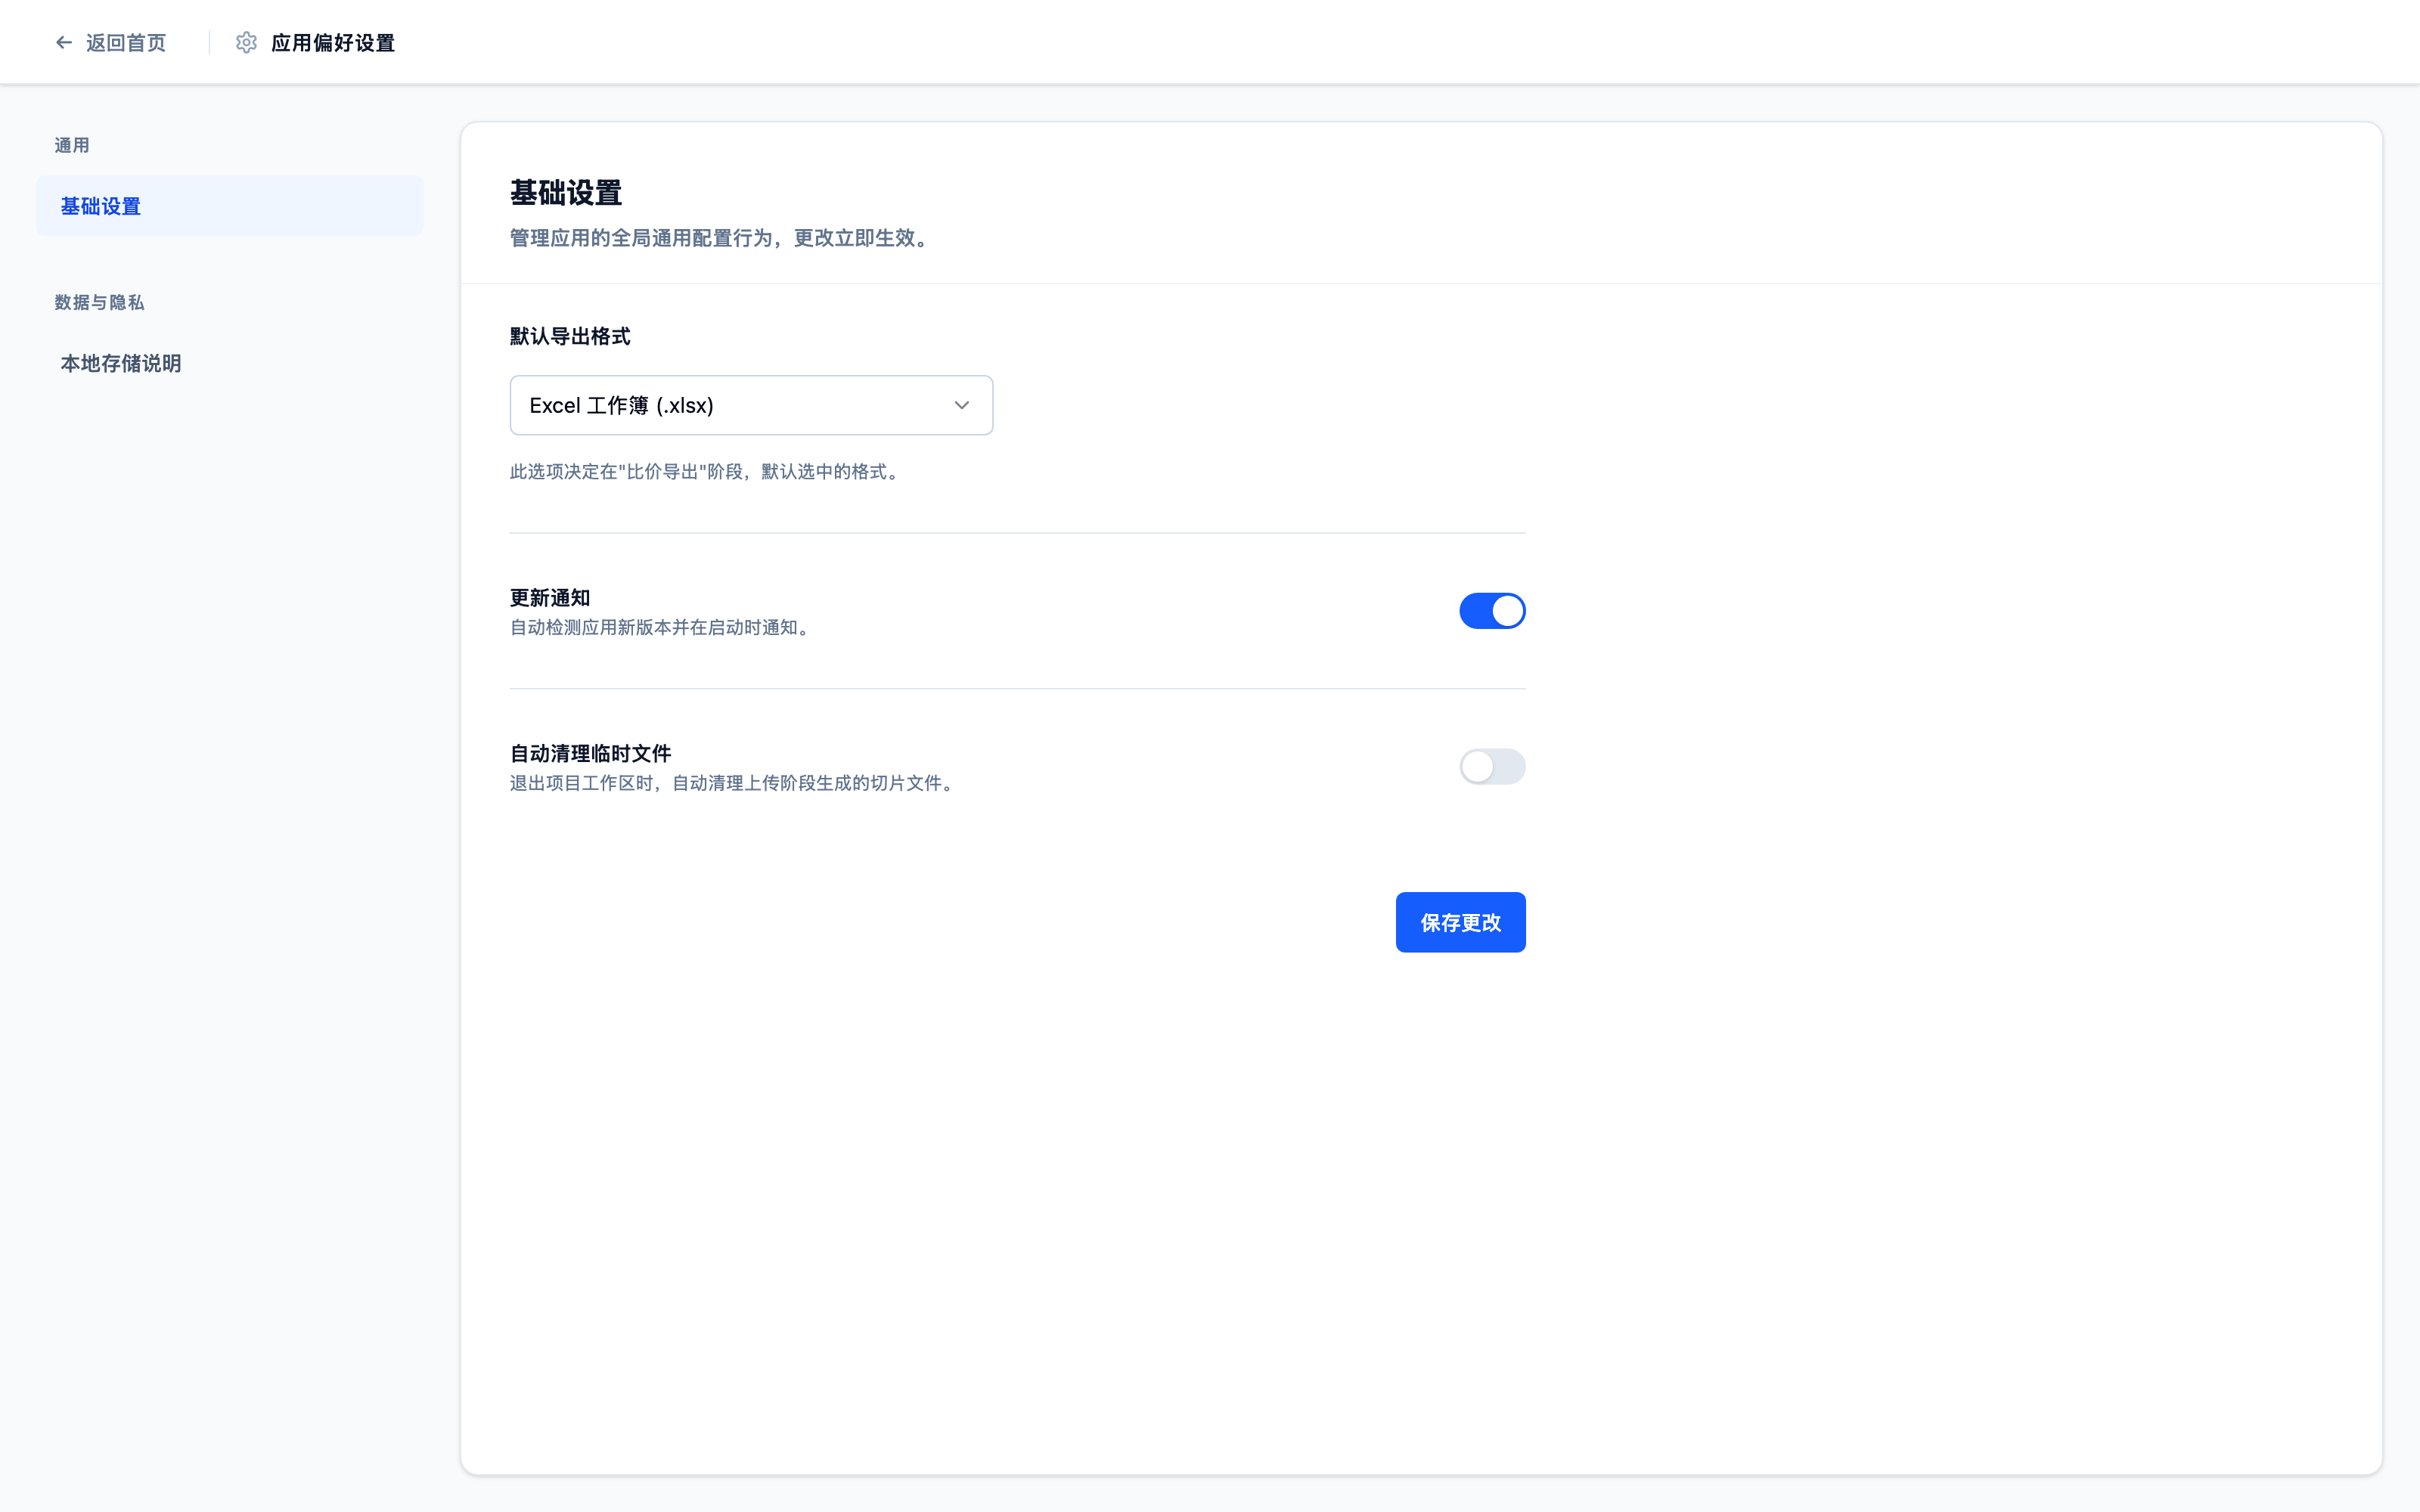 返回首页
应用偏好设置
通用
基础设置
数据与隐私
本地存储说明
基础设置
管理应用的全局通用配置行为，更改立即生效。
默认导出格式
Excel 工作簿 (.xlsx)
此选项决定在"比价导出"阶段，默认选中的格式。
更新通知
自动检测应用新版本并在启动时通知。
自动清理临时文件
退出项目工作区时，自动清理上传阶段生成的切片文件。
保存更改